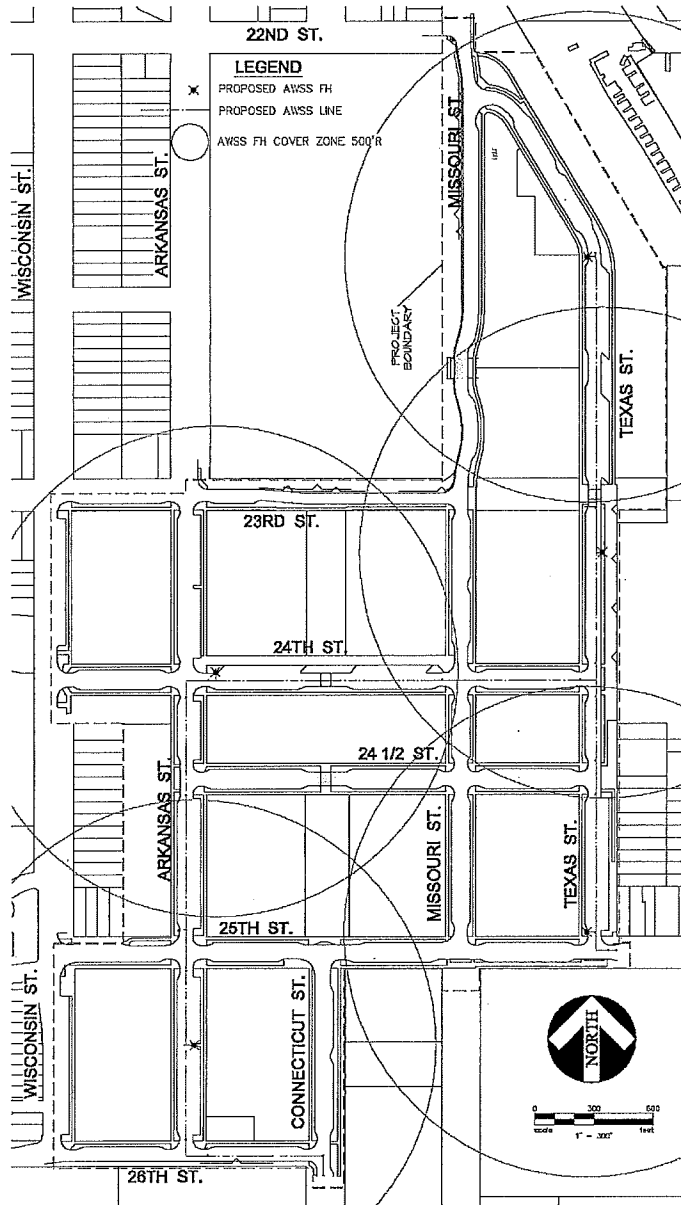 22ND ST.
LEGEND
PROPOSED AWSS FH
PROPOSED AWSS LINE
AWSS FH COVER ZONE 500'R
WISCONSIN ST.
ARKANSAS ST.
MISSOURI ST.
PROJECT
BOUNDARY
TEXAS ST.
23RD ST.
24TH ST.
24 1/2 ST.
ARKANSAS ST.
MISSOURI ST.
TEXAS ST.
25TH ST.
WISCONSIN ST.
CONNECTICUT ST.
NORTH
0 300 600
scale 1" = 300' feet
26TH ST.